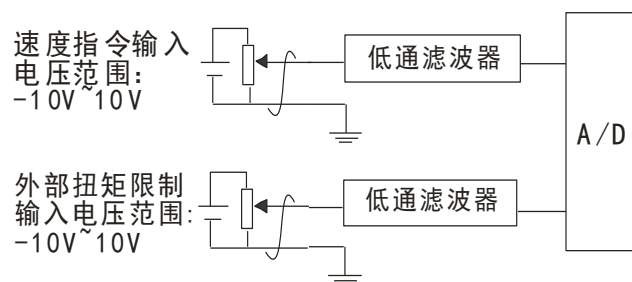 速度指令输入
电压范围:
-10V~10V
低通滤波器
A/D
外部扭矩限制
输入电压范围:
-10V~10V
低通滤波器